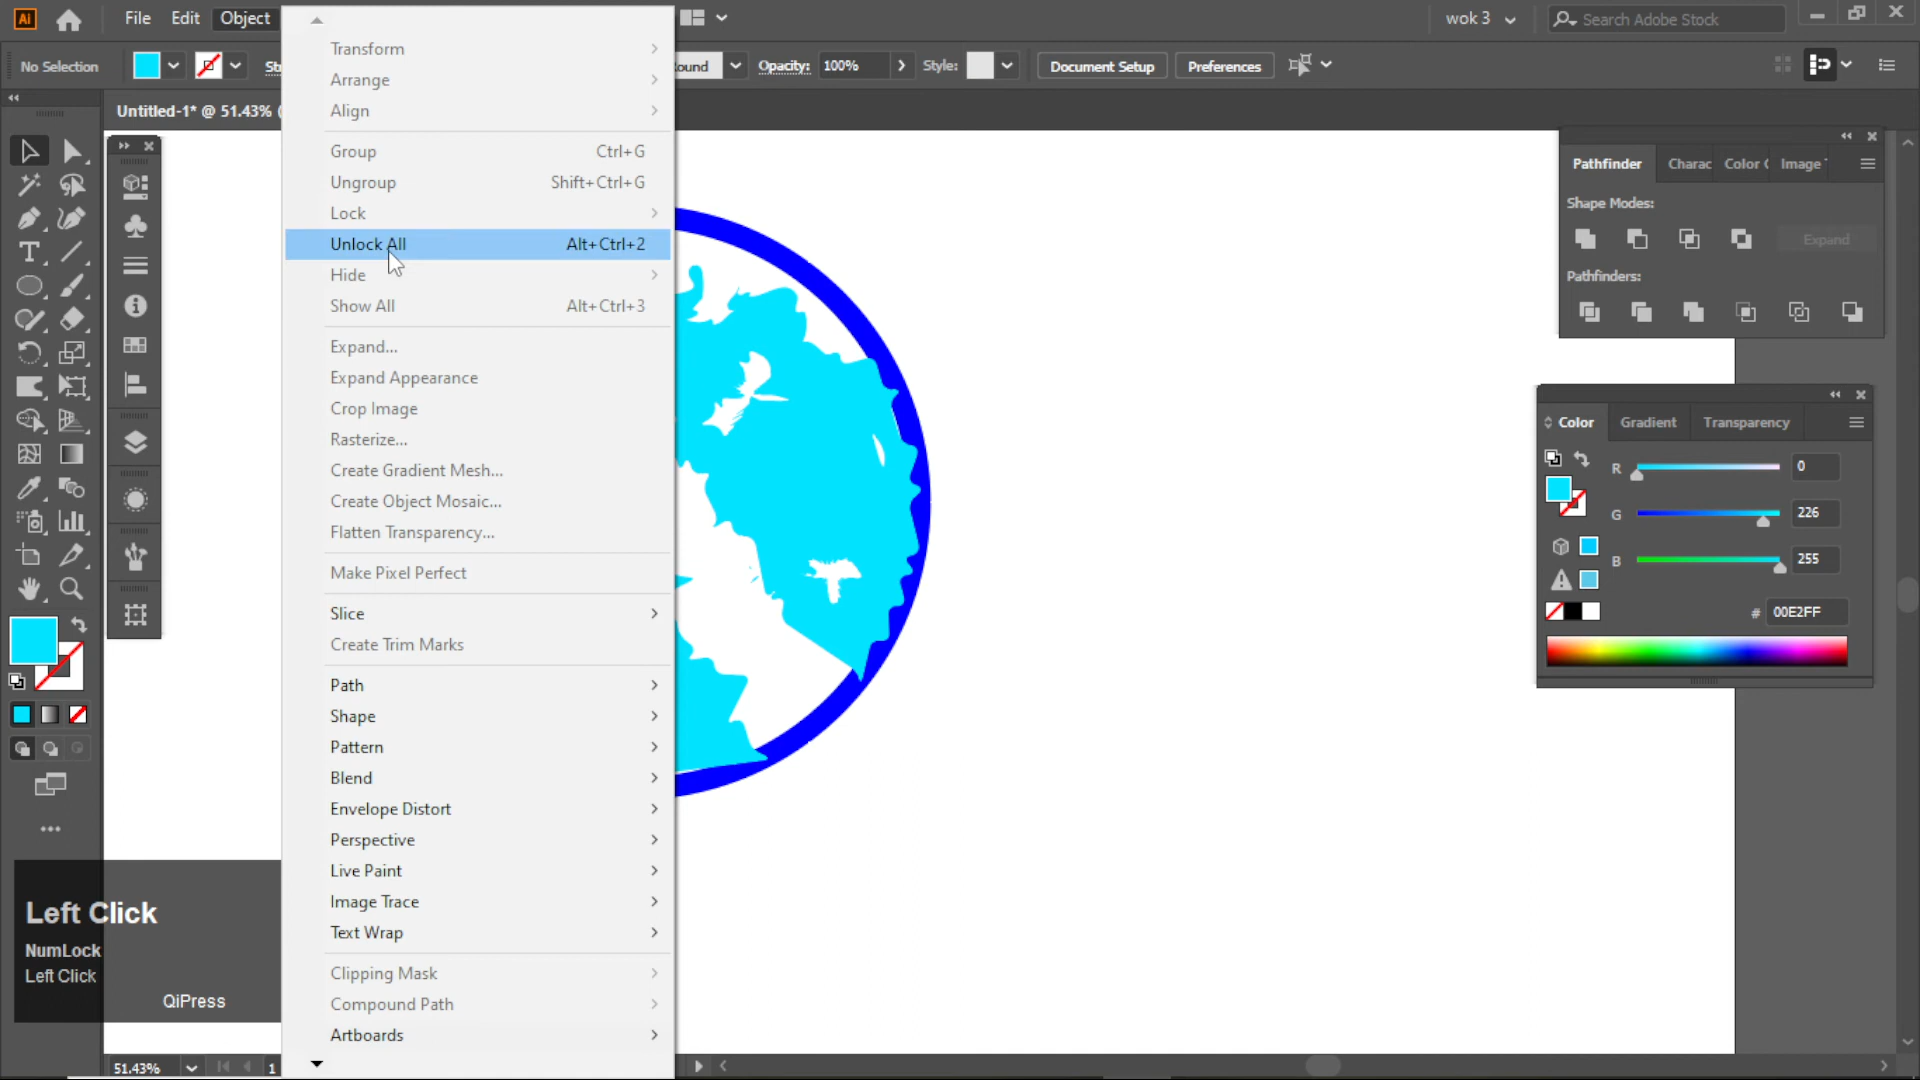 Ai File Edit Object wok 3 Search Adobe Stock
No Selection Opacity: 100% Style: Document Setup Preferences
Untitled-1* @ 51.43%
Transform
Arrange
Align
Group Ctrl+G
Ungroup Shift+Ctrl+G
Lock
Unlock All Alt+Ctrl+2
Hide
Show All Alt+Ctrl+3
Expand...
Expand Appearance
Crop Image
Rasterize...
Create Gradient Mesh...
Create Object Mosaic...
Flatten Transparency...
Make Pixel Perfect
Slice
Create Trim Marks
Path
Shape
Pattern
Blend
Envelope Distort
Perspective
Live Paint
Image Trace
Text Wrap
Clipping Mask
Compound Path
Artboards
Pathfinder Charac Color Image
Shape Modes:
Expand
Pathfinders:
Color Gradient Transparency
R 0
G 226
B 255
# 00E2FF
Left Click
NumLock
Left Click
QiPress
51.43% 1